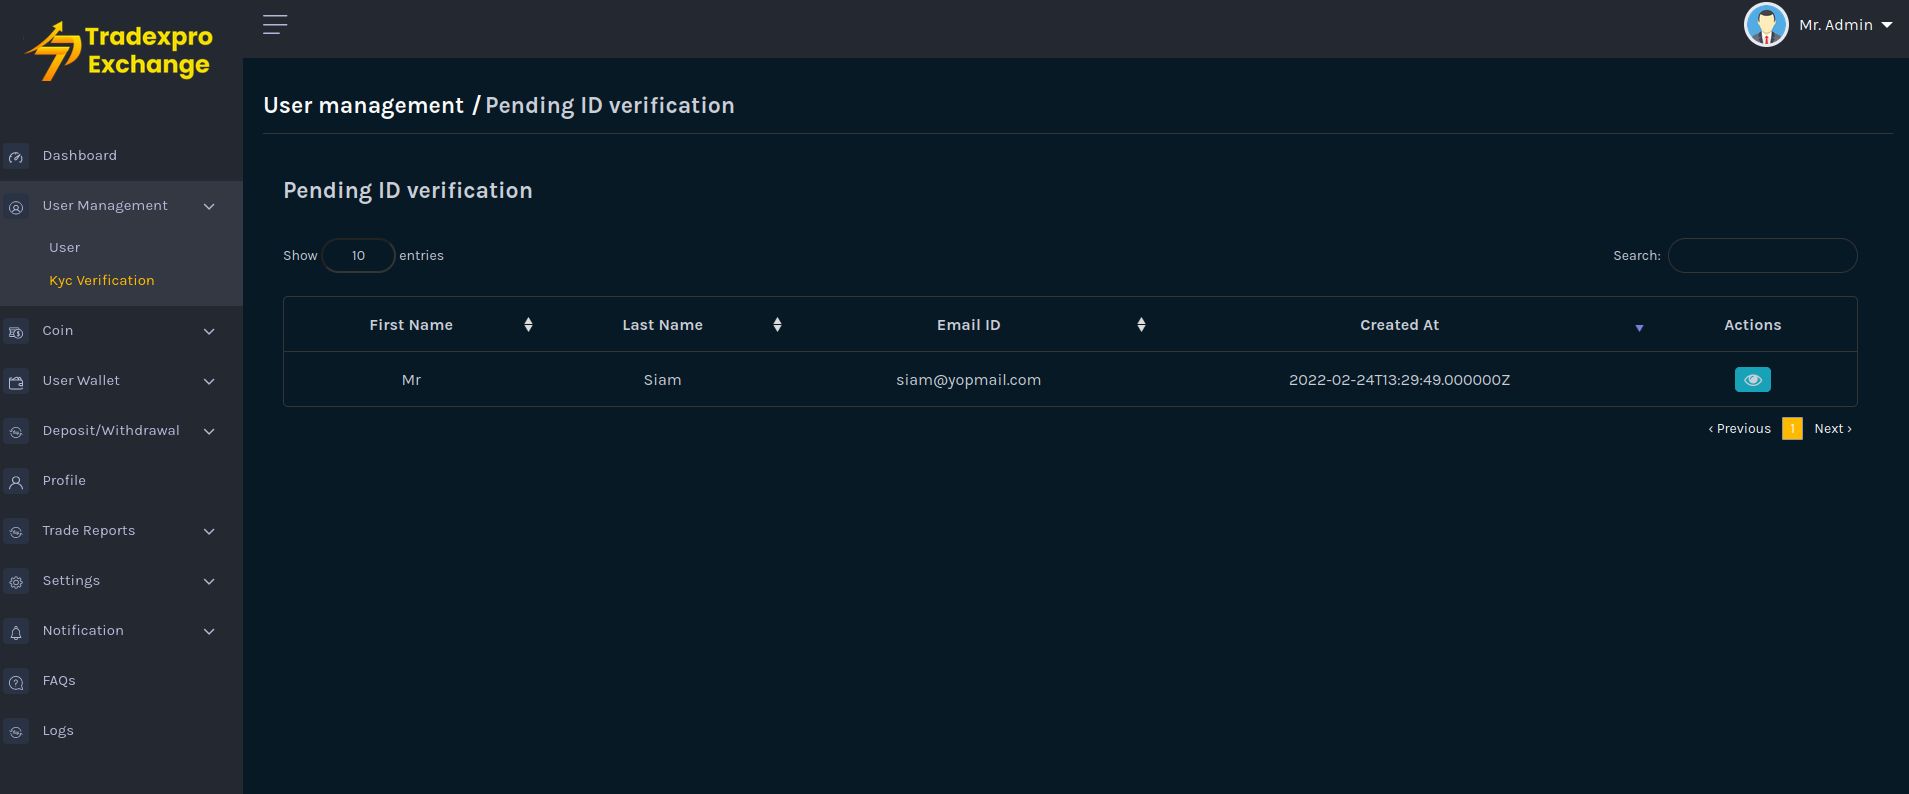 Tradexpro
Exchange
Mr. Admin
User management / Pending ID verification
Dashboard
User Management
User
Kyc Verification
Coin
User Wallet
Deposit/Withdrawal
Profile
Trade Reports
Settings
Notification
FAQs
Logs
Pending ID verification
Show 10 entries
Search:
First Name Last Name Email ID Created At Actions
Mr Siam siam@yopmail.com 2022-02-24T13:29:49.000000Z
‹ Previous 1 Next ›